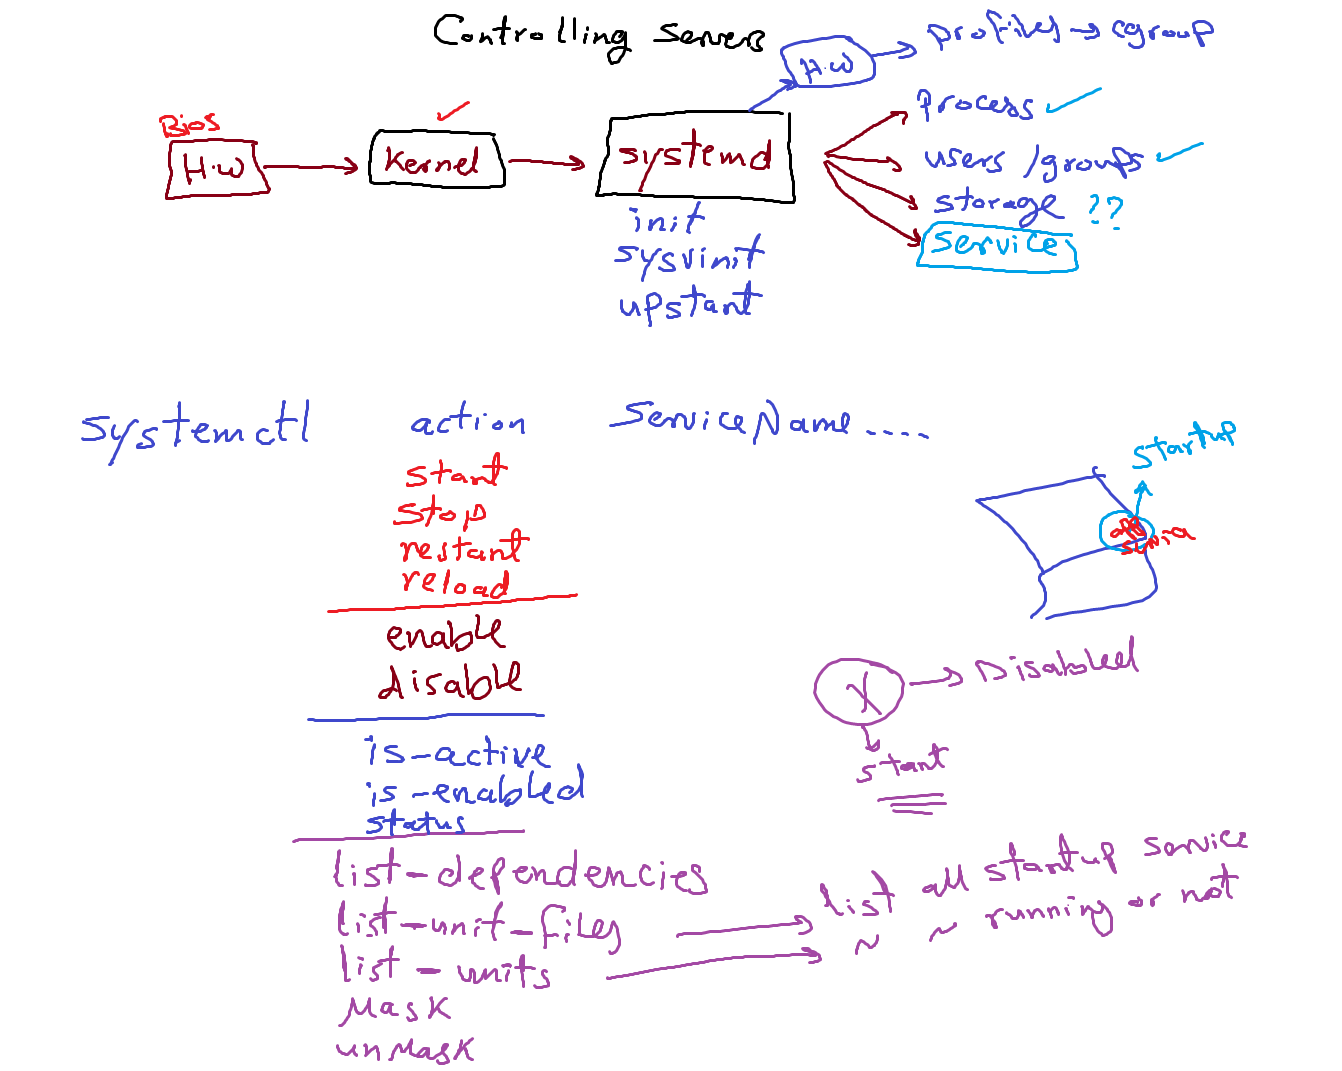 Controlling Servers
H.W → profiles → cgroup
Bios
H.W → Kernel → systemd
process
users/groups
storage ??
service
init
sysvinit
upstart
systemctl action ServiceName....
start
stop
restart
reload
startup
enable
disable
X → Disabled
start
is-active
is-enabled
status
list-dependencies
list-unit-files → list all startup service
list-units → ~ ~ running or not
Mask
unMask